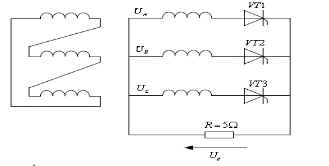 U_A VT1
U_B VT2
U_C VT3
R=5Ω
U_d